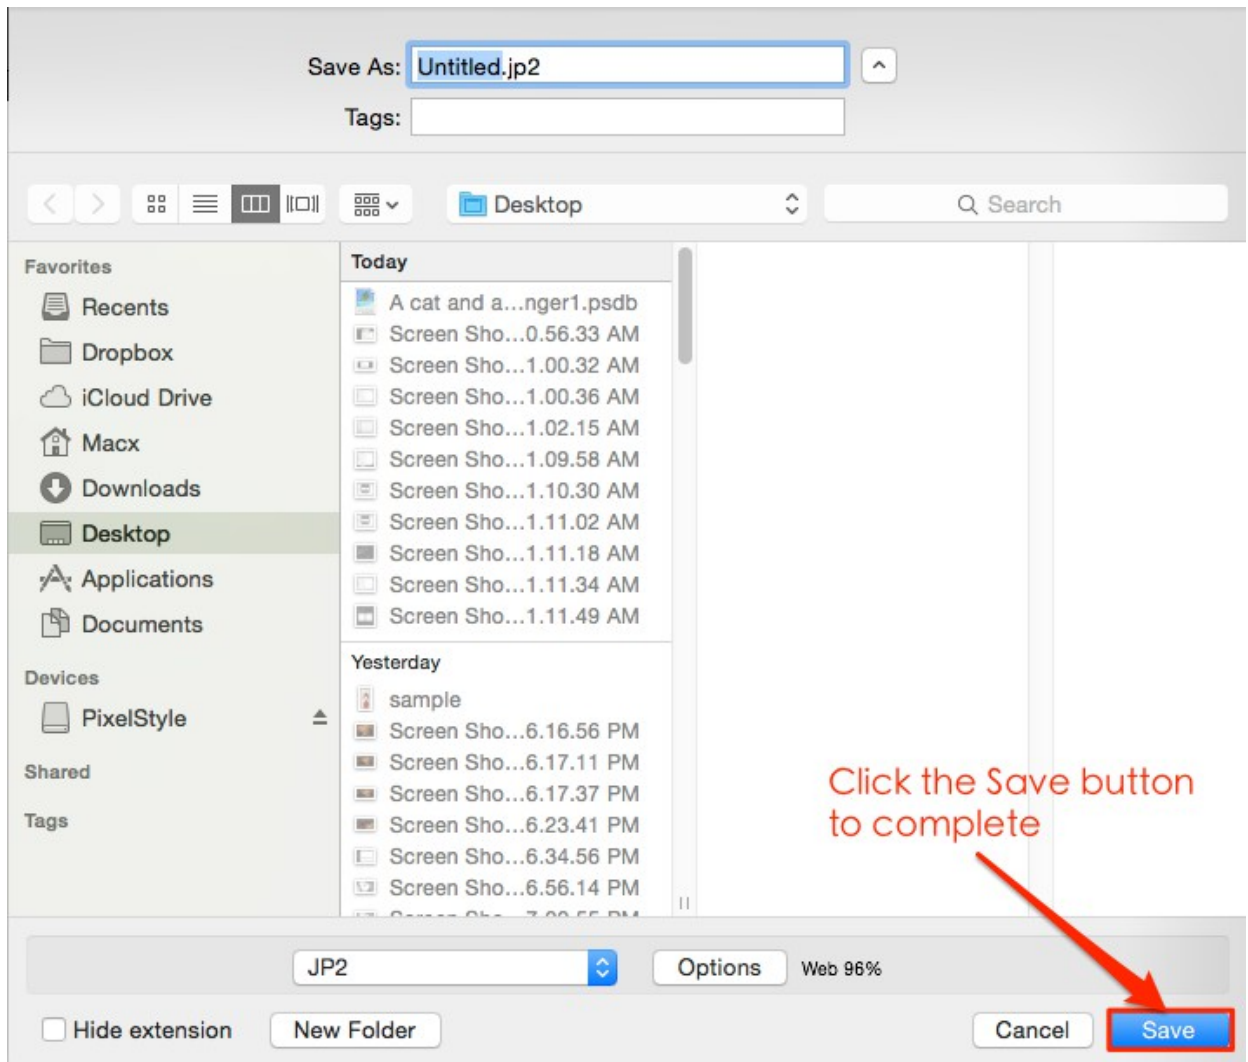 Save As: Untitled.jp2
Tags:
Desktop
Search
Favorites
Recents
Dropbox
iCloud Drive
Macx
Downloads
Desktop
Applications
Documents
Devices
PixelStyle
Shared
Tags
Today
A cat and a...nger1.psdb
Screen Sho...0.56.33 AM
Screen Sho...1.00.32 AM
Screen Sho...1.00.36 AM
Screen Sho...1.02.15 AM
Screen Sho...1.09.58 AM
Screen Sho...1.10.30 AM
Screen Sho...1.11.02 AM
Screen Sho...1.11.18 AM
Screen Sho...1.11.34 AM
Screen Sho...1.11.49 AM
Yesterday
sample
Screen Sho...6.16.56 PM
Screen Sho...6.17.11 PM
Screen Sho...6.17.37 PM
Screen Sho...6.23.41 PM
Screen Sho...6.34.56 PM
Screen Sho...6.56.14 PM
Click the Save button
to complete
JP2
Options
Web 96%
Hide extension
New Folder
Cancel
Save